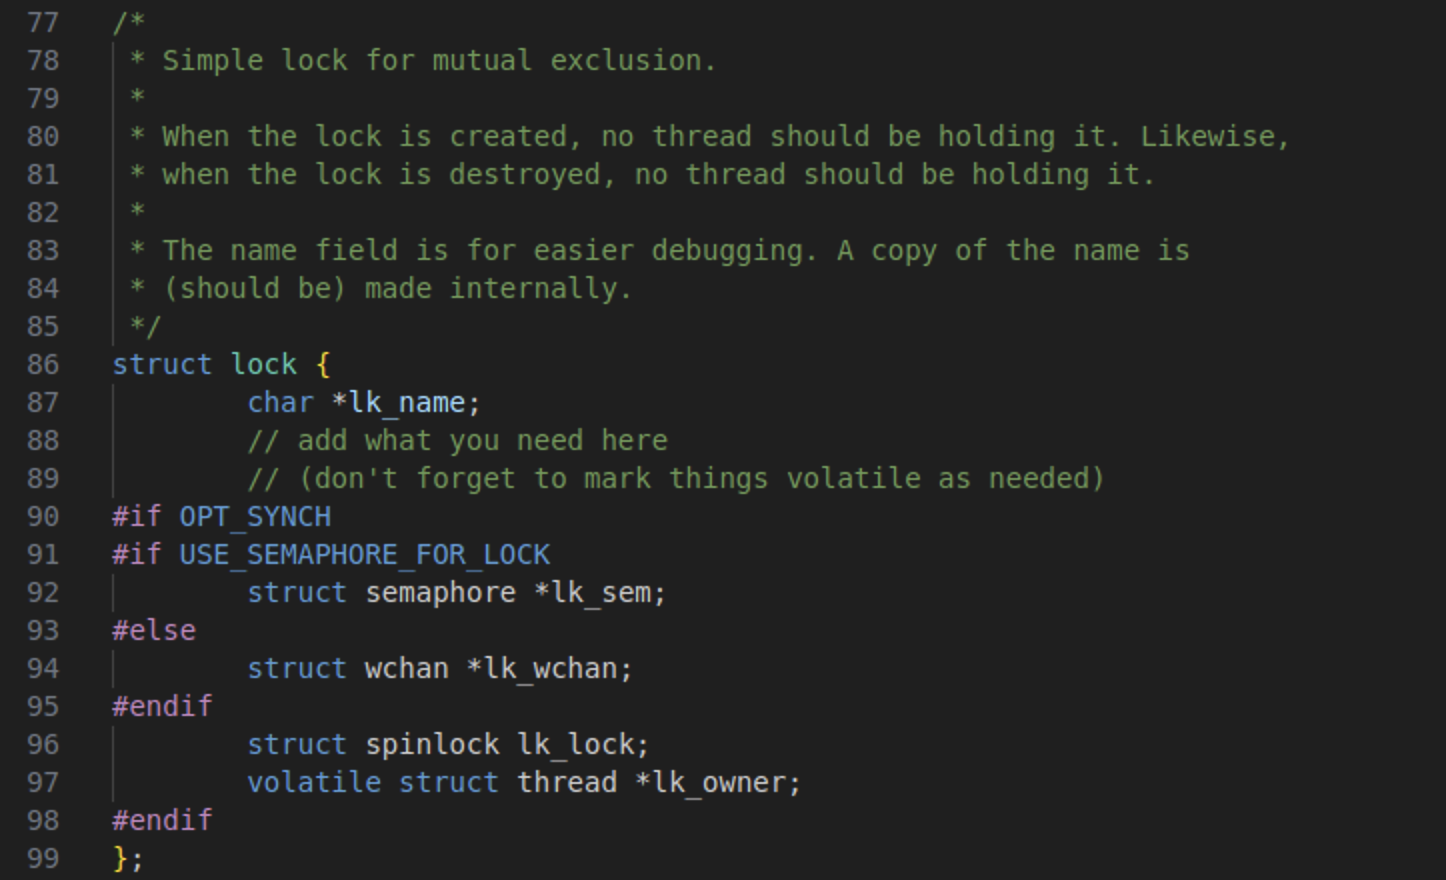 77 /*
78 * Simple lock for mutual exclusion.
79 *
80 * When the lock is created, no thread should be holding it. Likewise,
81 * when the lock is destroyed, no thread should be holding it.
82 *
83 * The name field is for easier debugging. A copy of the name is
84 * (should be) made internally.
85 */
86 struct lock {
87 char *lk_name;
88 // add what you need here
89 // (don't forget to mark things volatile as needed)
90 #if OPT_SYNCH
91 #if USE_SEMAPHORE_FOR_LOCK
92 struct semaphore *lk_sem;
93 #else
94 struct wchan *lk_wchan;
95 #endif
96 struct spinlock lk_lock;
97 volatile struct thread *lk_owner;
98 #endif
99 };